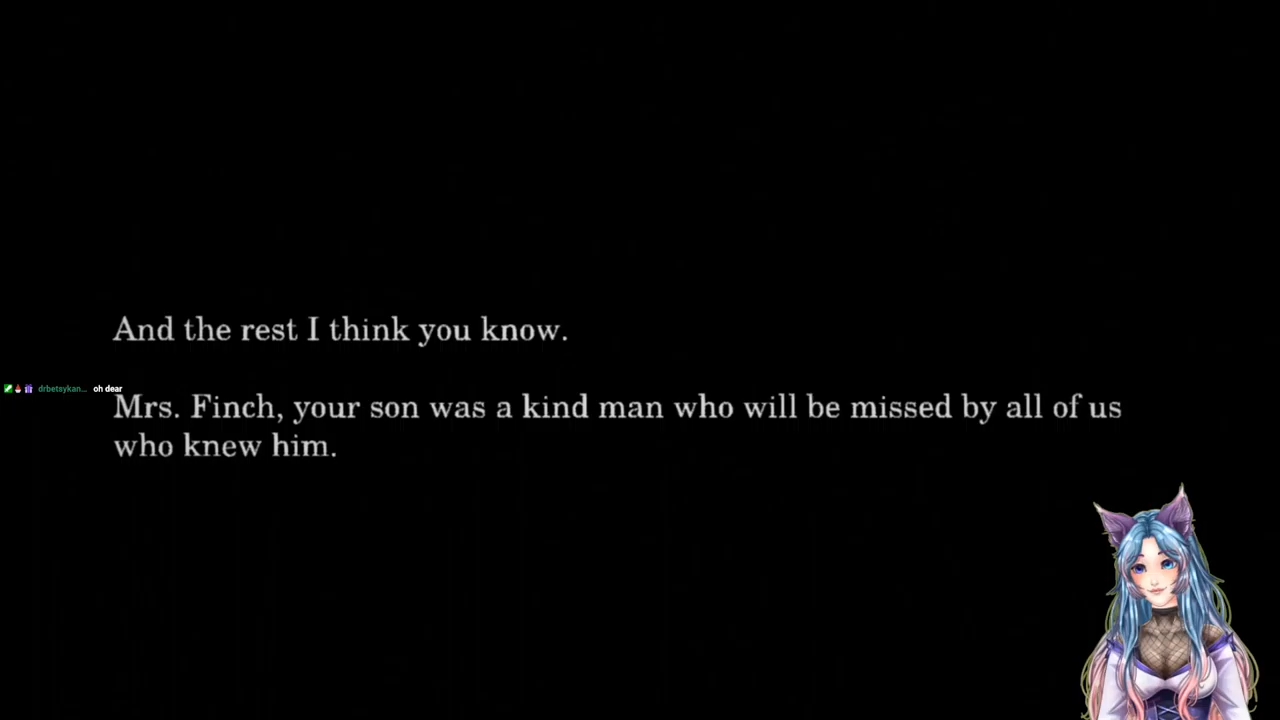 And the rest I think you know.
drbetsykan... oh dear
Mrs. Finch, your son was a kind man who will be missed by all of us
who knew him.